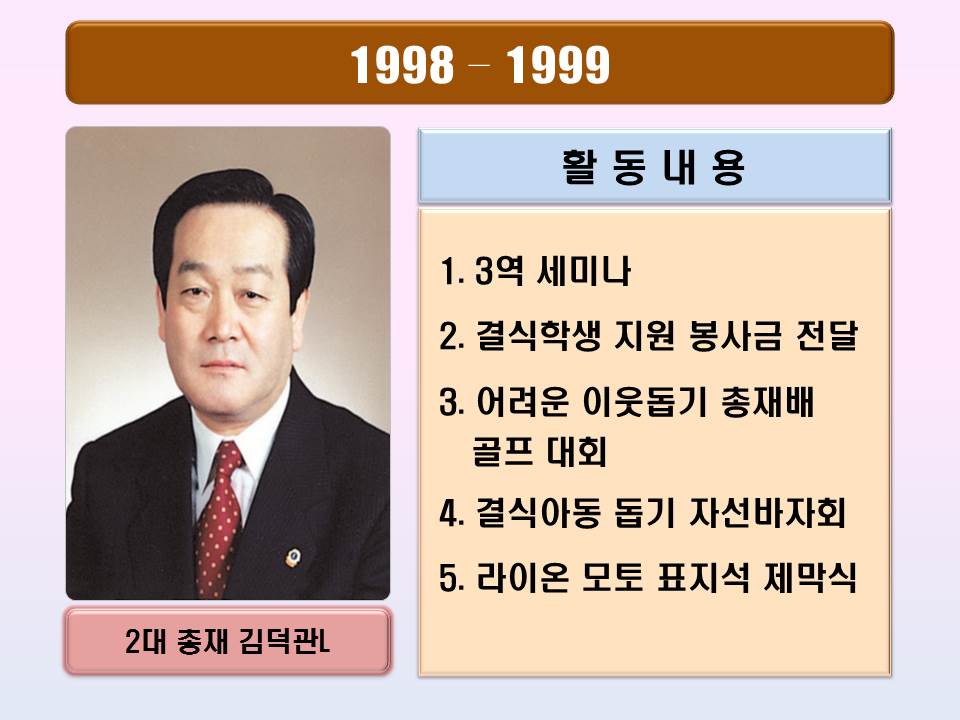 1998 – 1999
활 동 내 용
1. 3역 세미나
2. 결식학생 지원 봉사금 전달
3. 어려운 이웃돕기 총재배
골프 대회
4. 결식아동 돕기 자선바자회
5. 라이온 모토 표지석 제막식
2대 총재 김덕관L